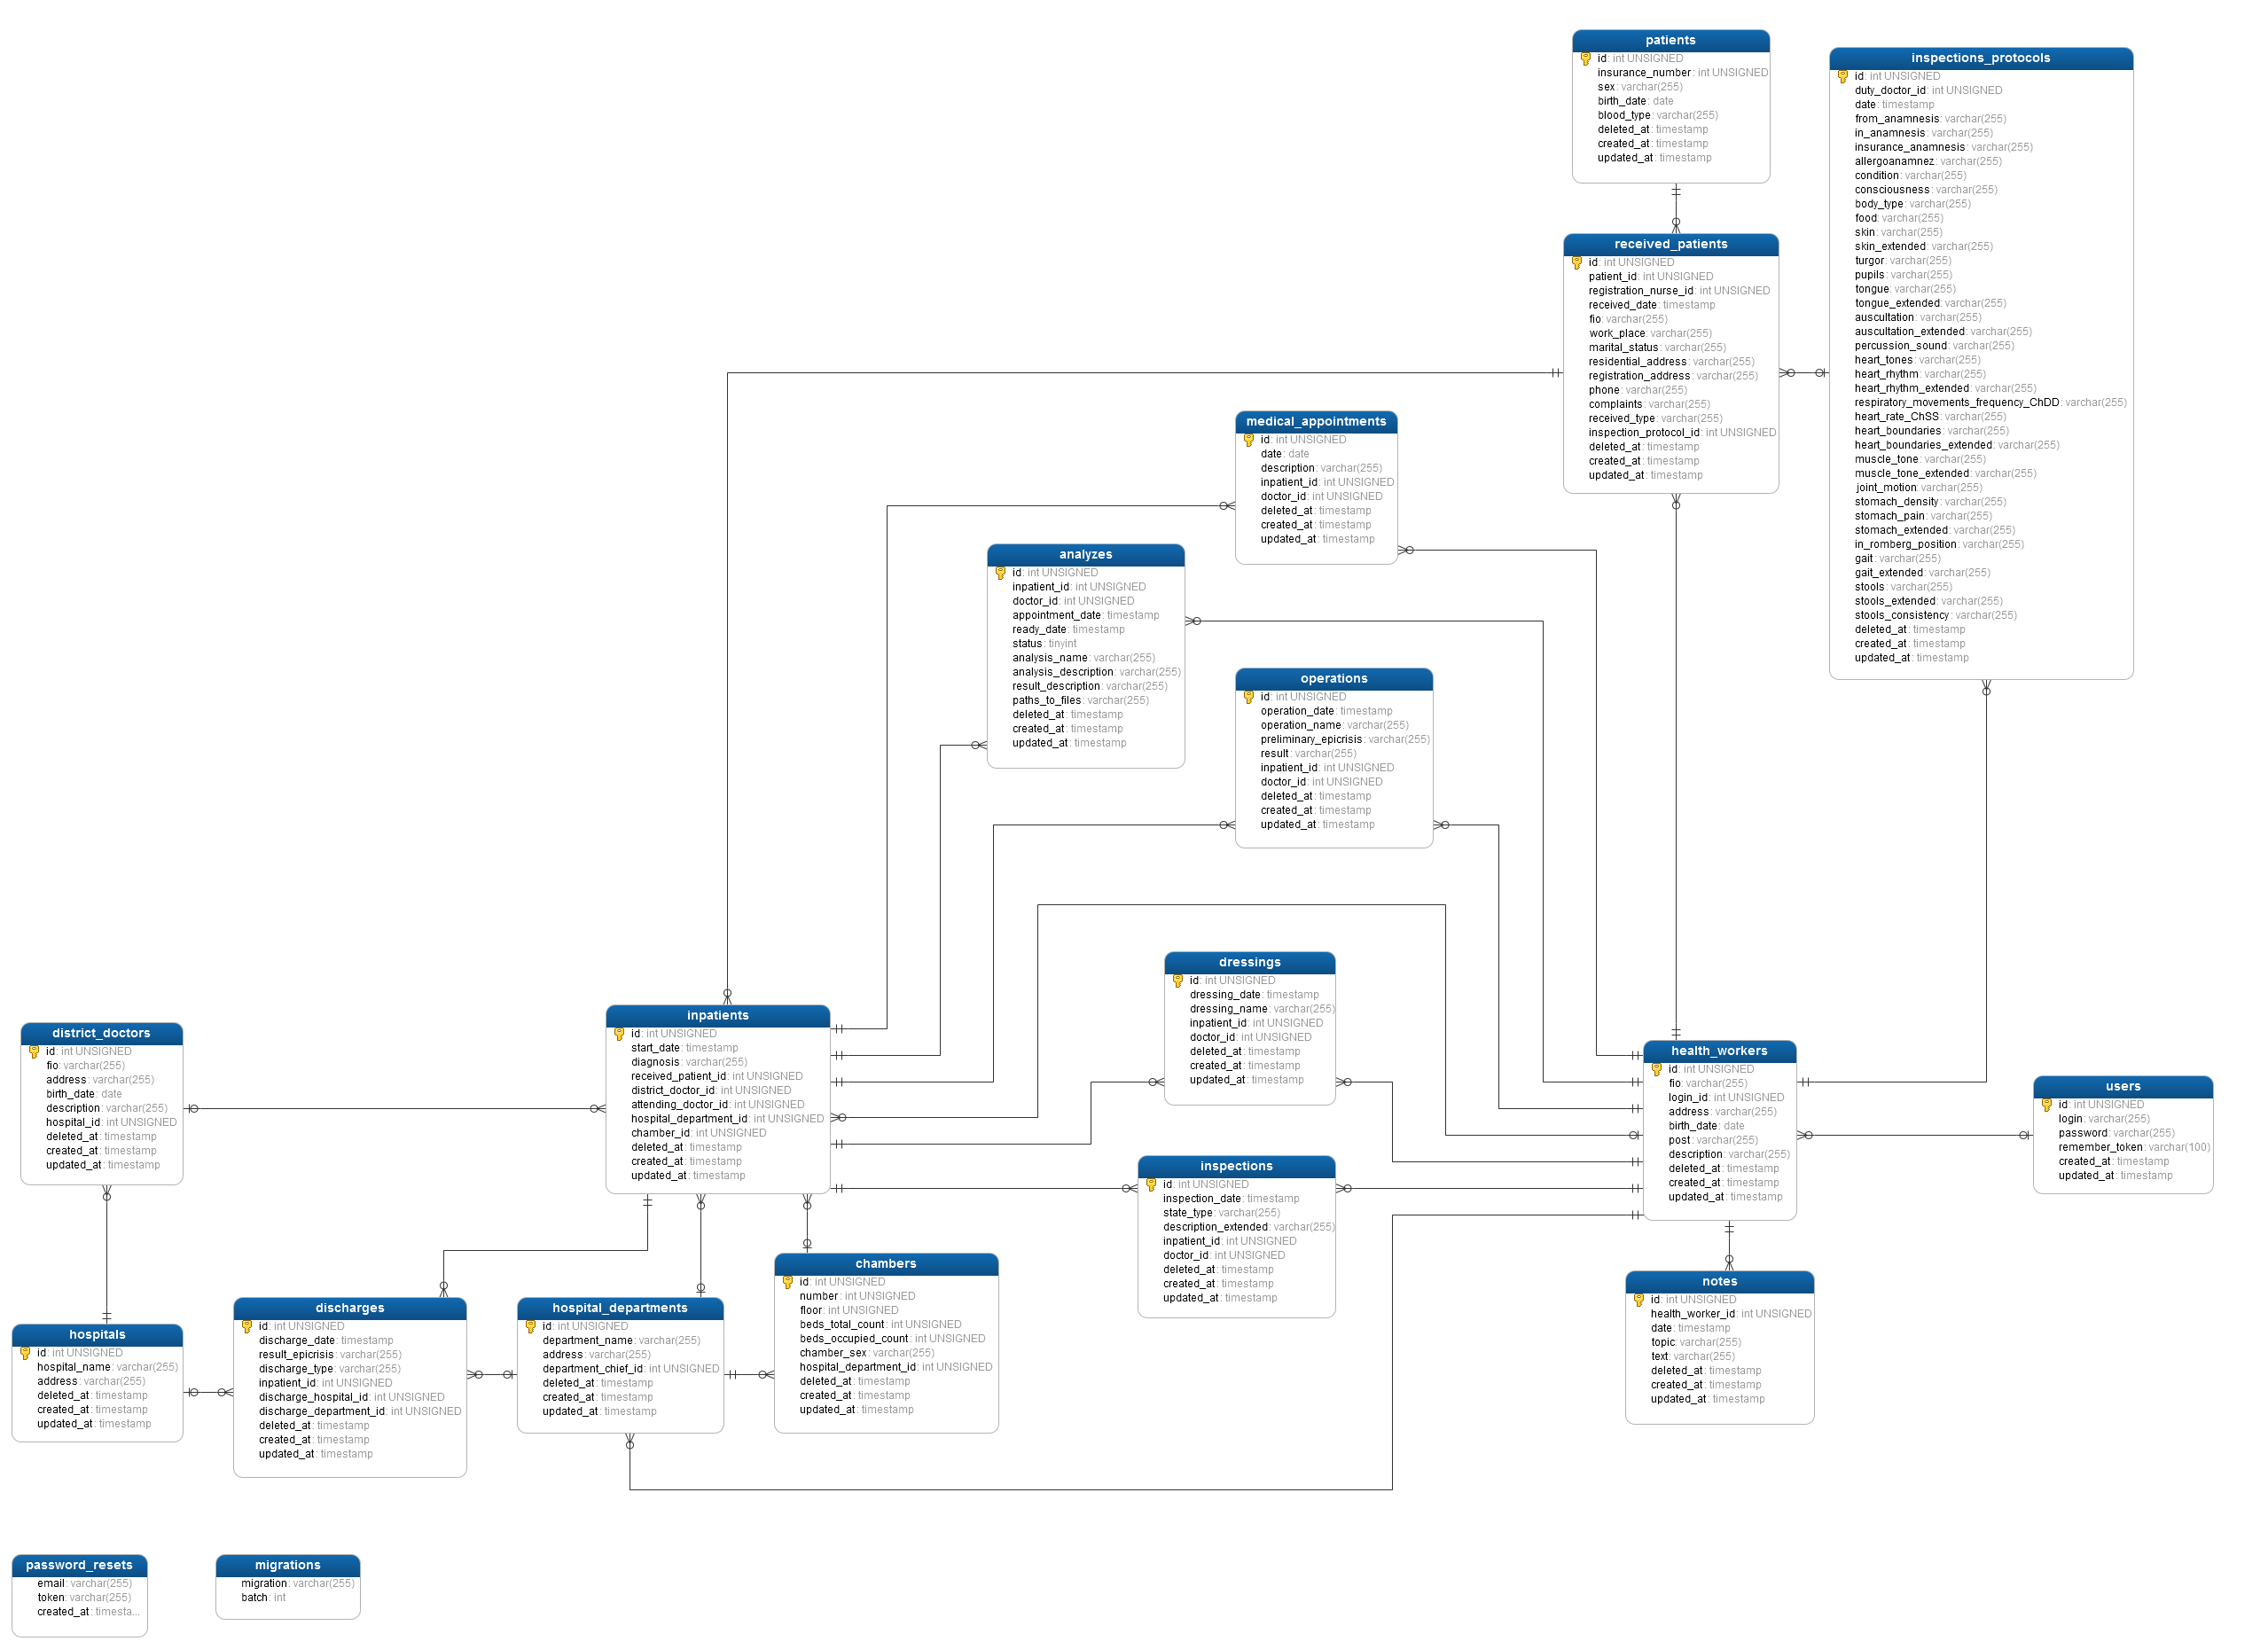 patients
id: int UNSIGNED
insurance_number: int UNSIGNED
sex: varchar(255)
birth_date: date
blood_type: varchar(255)
deleted_at: timestamp
created_at: timestamp
updated_at: timestamp
inspections_protocols
id: int UNSIGNED
duty_doctor_id: int UNSIGNED
date: timestamp
from_anamnesis: varchar(255)
in_anamnesis: varchar(255)
insurance_anamnesis: varchar(255)
allergoanamnez: varchar(255)
condition: varchar(255)
consciousness: varchar(255)
body_type: varchar(255)
food: varchar(255)
skin: varchar(255)
skin_extended: varchar(255)
turgor: varchar(255)
pupils: varchar(255)
tongue: varchar(255)
tongue_extended: varchar(255)
auscultation: varchar(255)
auscultation_extended: varchar(255)
percussion_sound: varchar(255)
heart_tones: varchar(255)
heart_rhythm: varchar(255)
heart_rhythm_extended: varchar(255)
respiratory_movements_frequency_ChDD: varchar(255)
heart_rate_ChSS: varchar(255)
heart_boundaries: varchar(255)
heart_boundaries_extended: varchar(255)
muscle_tone: varchar(255)
muscle_tone_extended: varchar(255)
joint_motion: varchar(255)
stomach_density: varchar(255)
stomach_pain: varchar(255)
stomach_extended: varchar(255)
in_romberg_position: varchar(255)
gait: varchar(255)
gait_extended: varchar(255)
stools: varchar(255)
stools_extended: varchar(255)
stools_consistency: varchar(255)
deleted_at: timestamp
created_at: timestamp
updated_at: timestamp
received_patients
id: int UNSIGNED
patient_id: int UNSIGNED
registration_nurse_id: int UNSIGNED
received_date: timestamp
fio: varchar(255)
work_place: varchar(255)
marital_status: varchar(255)
residential_address: varchar(255)
registration_address: varchar(255)
phone: varchar(255)
complaints: varchar(255)
received_type: varchar(255)
inspection_protocol_id: int UNSIGNED
deleted_at: timestamp
created_at: timestamp
updated_at: timestamp
medical_appointments
id: int UNSIGNED
date: date
description: varchar(255)
inpatient_id: int UNSIGNED
doctor_id: int UNSIGNED
deleted_at: timestamp
created_at: timestamp
updated_at: timestamp
analyzes
id: int UNSIGNED
inpatient_id: int UNSIGNED
doctor_id: int UNSIGNED
appointment_date: timestamp
ready_date: timestamp
status: tinyint
analysis_name: varchar(255)
analysis_description: varchar(255)
result_description: varchar(255)
paths_to_files: varchar(255)
deleted_at: timestamp
created_at: timestamp
updated_at: timestamp
operations
id: int UNSIGNED
operation_date: timestamp
operation_name: varchar(255)
preliminary_epicrisis: varchar(255)
result: varchar(255)
inpatient_id: int UNSIGNED
doctor_id: int UNSIGNED
deleted_at: timestamp
created_at: timestamp
updated_at: timestamp
dressings
id: int UNSIGNED
dressing_date: timestamp
dressing_name: varchar(255)
inpatient_id: int UNSIGNED
doctor_id: int UNSIGNED
deleted_at: timestamp
created_at: timestamp
updated_at: timestamp
inpatients
id: int UNSIGNED
start_date: timestamp
diagnosis: varchar(255)
received_patient_id: int UNSIGNED
district_doctor_id: int UNSIGNED
attending_doctor_id: int UNSIGNED
hospital_department_id: int UNSIGNED
chamber_id: int UNSIGNED
deleted_at: timestamp
created_at: timestamp
updated_at: timestamp
district_doctors
id: int UNSIGNED
fio: varchar(255)
address: varchar(255)
birth_date: date
description: varchar(255)
hospital_id: int UNSIGNED
deleted_at: timestamp
created_at: timestamp
updated_at: timestamp
health_workers
id: int UNSIGNED
fio: varchar(255)
login_id: int UNSIGNED
address: varchar(255)
birth_date: date
post: varchar(255)
description: varchar(255)
deleted_at: timestamp
created_at: timestamp
updated_at: timestamp
users
id: int UNSIGNED
login: varchar(255)
password: varchar(255)
remember_token: varchar(100)
created_at: timestamp
updated_at: timestamp
inspections
id: int UNSIGNED
inspection_date: timestamp
state_type: varchar(255)
description_extended: varchar(255)
inpatient_id: int UNSIGNED
doctor_id: int UNSIGNED
deleted_at: timestamp
created_at: timestamp
updated_at: timestamp
chambers
id: int UNSIGNED
number: int UNSIGNED
floor: int UNSIGNED
beds_total_count: int UNSIGNED
beds_occupied_count: int UNSIGNED
chamber_sex: varchar(255)
hospital_department_id: int UNSIGNED
deleted_at: timestamp
created_at: timestamp
updated_at: timestamp
notes
id: int UNSIGNED
health_worker_id: int UNSIGNED
date: timestamp
topic: varchar(255)
text: varchar(255)
deleted_at: timestamp
created_at: timestamp
updated_at: timestamp
discharges
id: int UNSIGNED
discharge_date: timestamp
result_epicrisis: varchar(255)
discharge_type: varchar(255)
inpatient_id: int UNSIGNED
discharge_hospital_id: int UNSIGNED
discharge_department_id: int UNSIGNED
deleted_at: timestamp
created_at: timestamp
updated_at: timestamp
hospital_departments
id: int UNSIGNED
department_name: varchar(255)
address: varchar(255)
department_chief_id: int UNSIGNED
deleted_at: timestamp
created_at: timestamp
updated_at: timestamp
hospitals
id: int UNSIGNED
hospital_name: varchar(255)
address: varchar(255)
deleted_at: timestamp
created_at: timestamp
updated_at: timestamp
password_resets
email: varchar(255)
token: varchar(255)
created_at: timesta...
migrations
migration: varchar(255)
batch: int